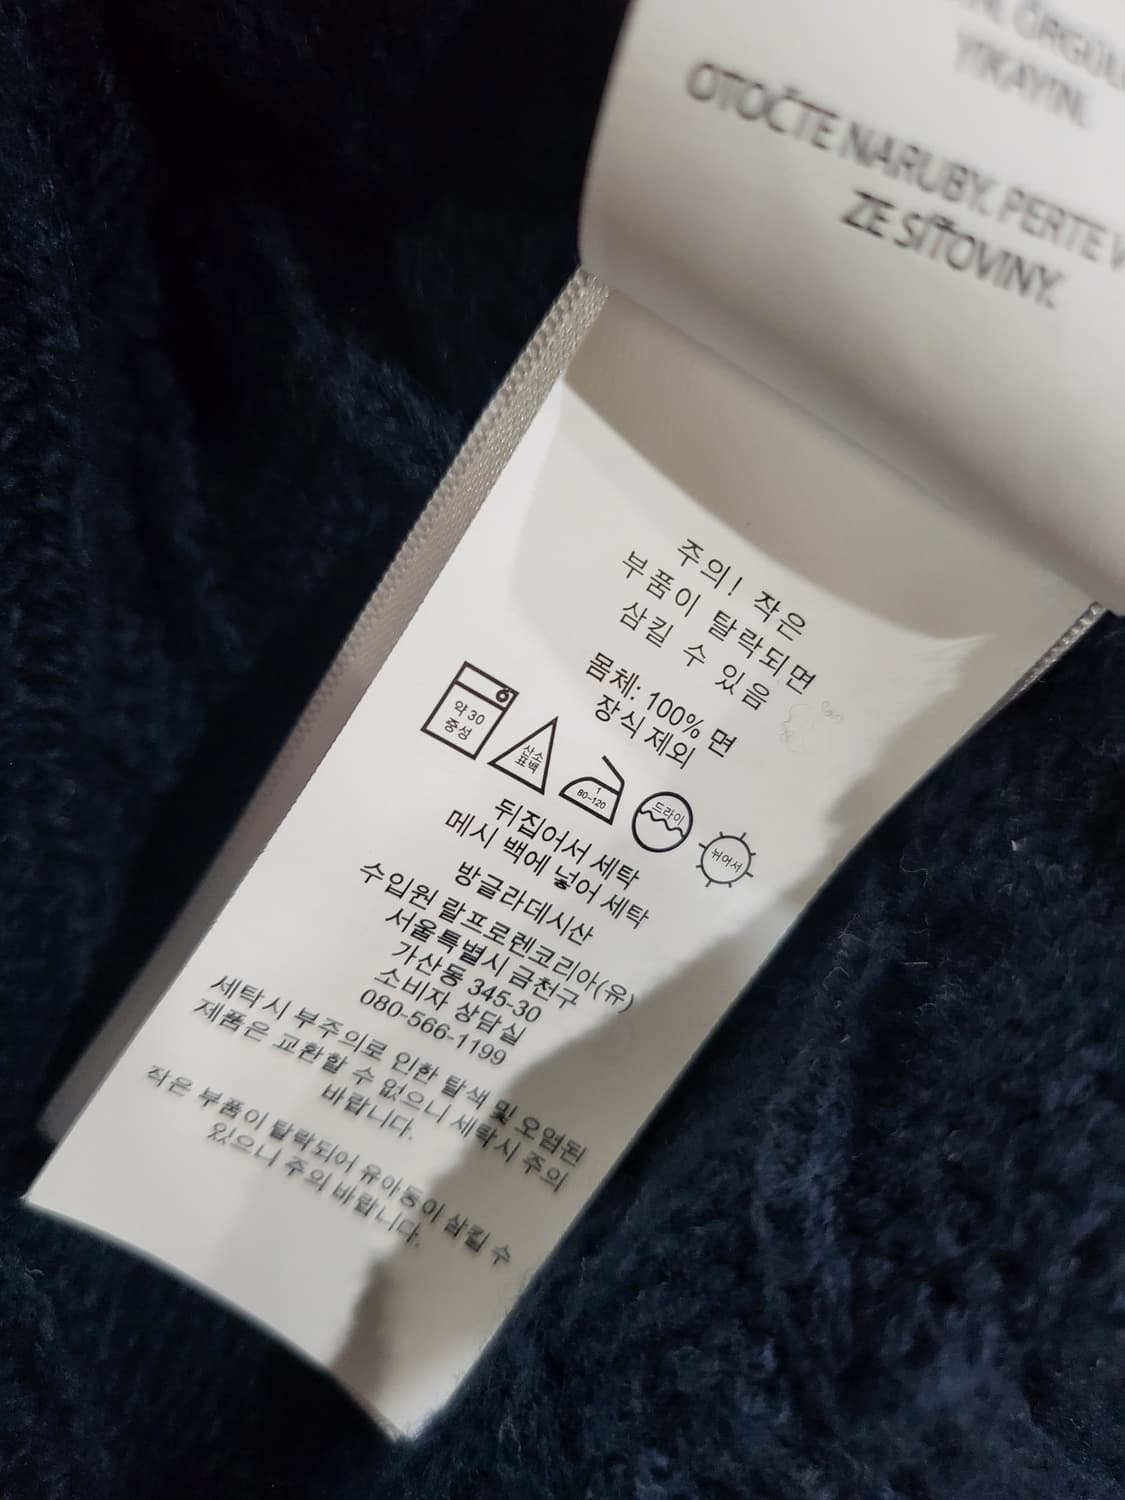 ÖRGÜLÜ
YIKAYIN.
OTOČTE NARUBY. PERTE V
ZE SÍŤOVINY.
주의! 작은
부품이 탈락되면
삼킬 수 있음
몸체: 100% 면
장식 제외
약 30
중성
산소
표백
1
80~120
드라이
뉘어서
뒤집어서 세탁
메시 백에 넣어 세탁
방글라데시산
수입원 랄프로렌코리아(유)
서울특별시 금천구
가산동 345-30
소비자 상담실
080-566-1199
세탁시 부주의로 인한 탈색 및 오염된
제품은 교환할 수 없으니 세탁시 주의
바랍니다.
작은 부품이 탈락되어 유아동이 삼킬 수
있으니 주의 바랍니다.